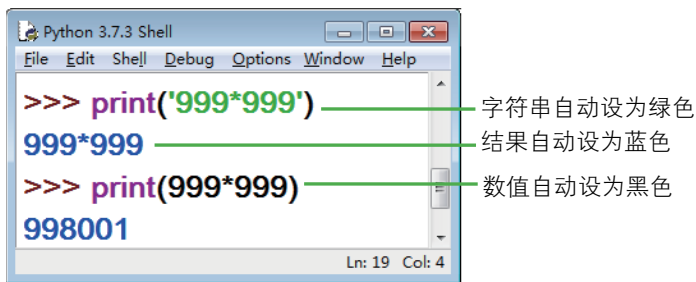 Python 3.7.3 Shell
File Edit Shell Debug Options Window Help
>>> print('999*999')
字符串自动设为绿色
999*999
结果自动设为蓝色
>>> print(999*999)
数值自动设为黑色
998001
Ln: 19 Col: 4